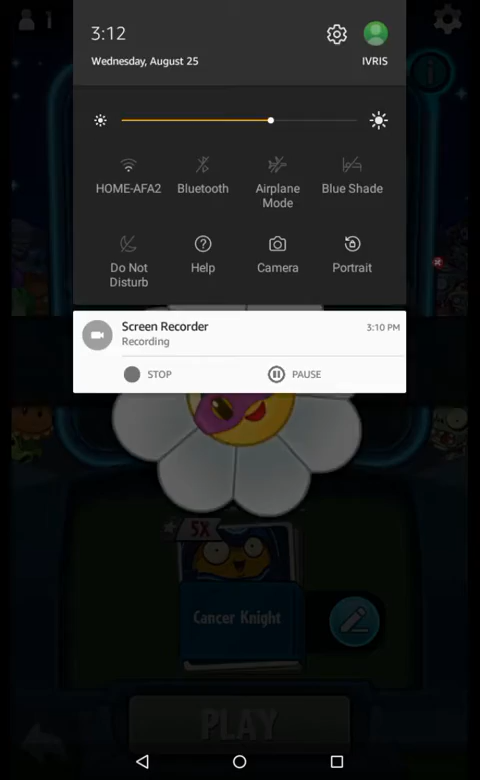 1
3:12
Wednesday, August 25
IVRIS
HOME-AFA2
Bluetooth
Airplane
Mode
Blue Shade
Do Not
Disturb
Help
Camera
Portrait
Screen Recorder
3:10 PM
Recording
STOP
PAUSE
5X
Cancer Knight
PLAY